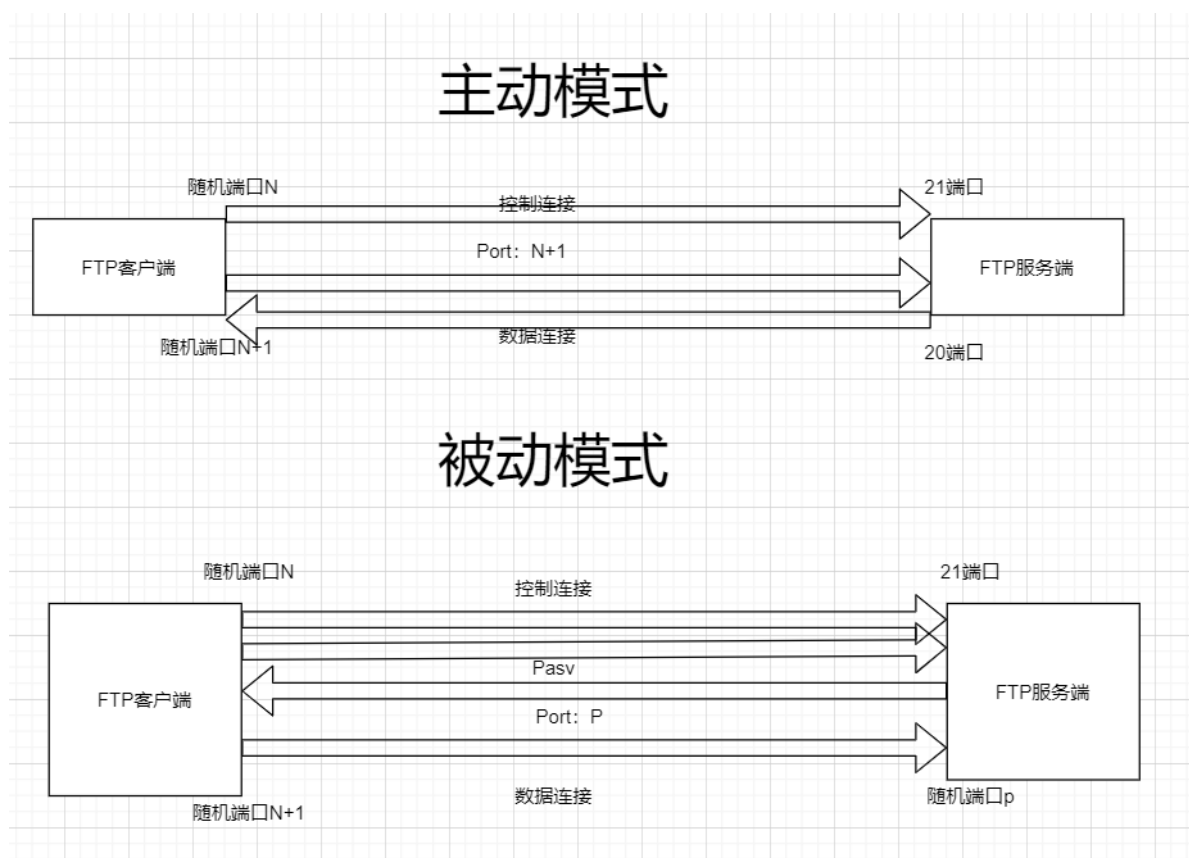 主动模式
随机端口N
21端口
控制连接
Port：N+1
FTP客户端
FTP服务端
数据连接
随机端口N+1
20端口
被动模式
随机端口N
21端口
控制连接
Pasv
FTP客户端
FTP服务端
Port：P
数据连接
随机端口p
随机端口N+1